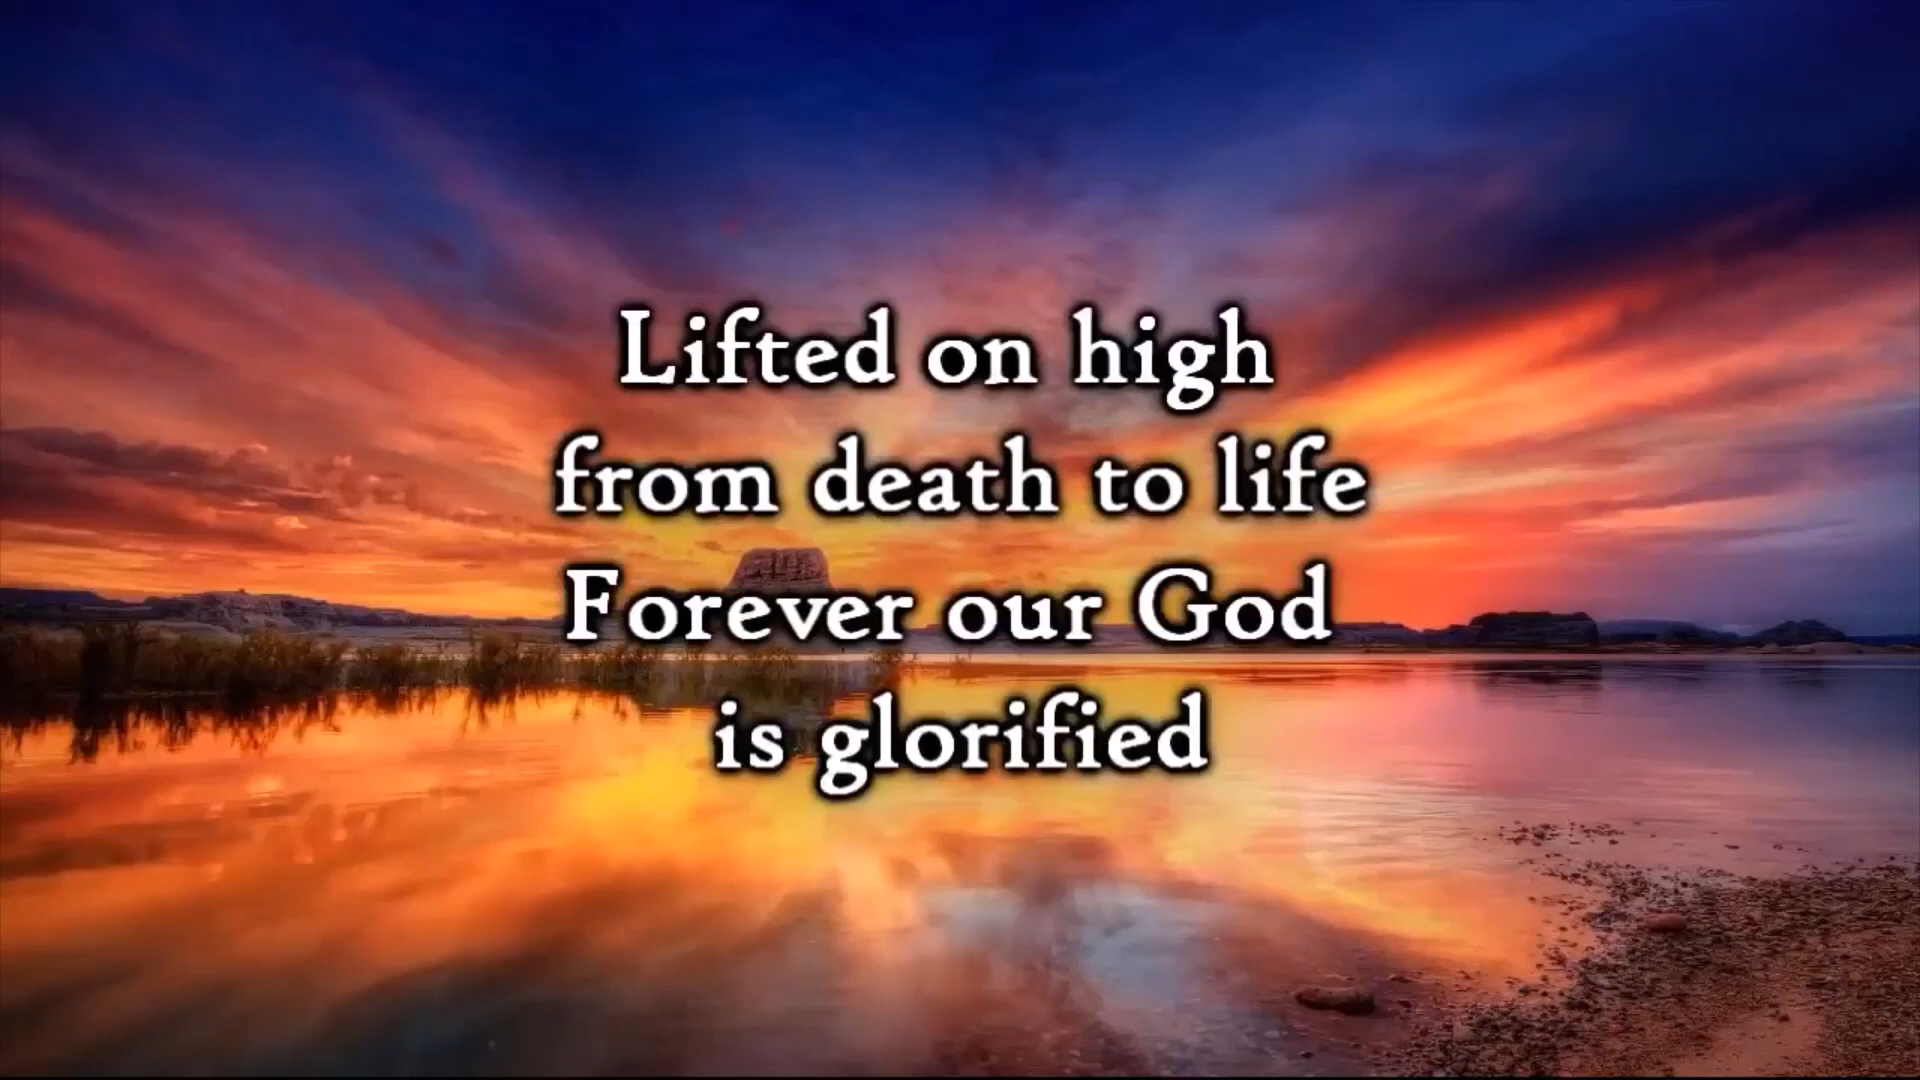 Lifted on high
from death to life
Forever our God
is glorified